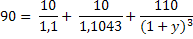 90 = 10/1,1 + 10/1,1043 + 110/(1 + y)³